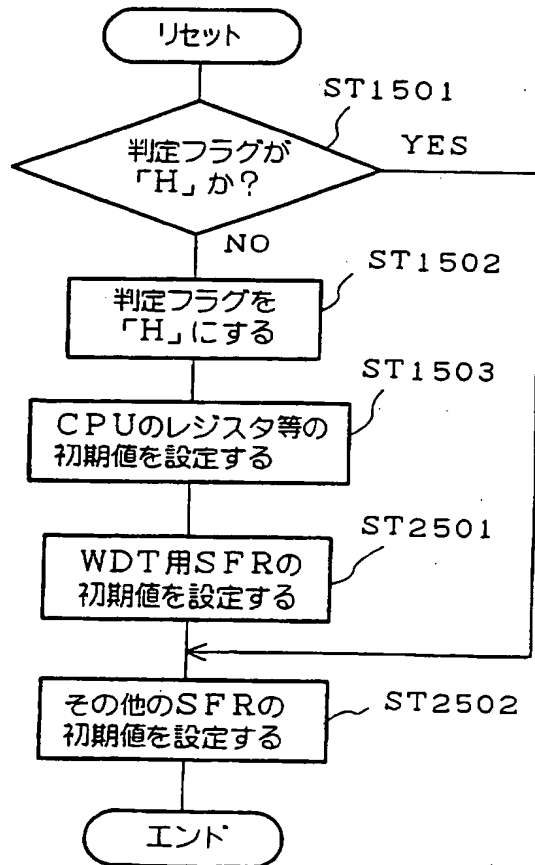 リセット
ST1501
判定フラグが
「H」か?
YES
NO
ST1502
判定フラグを
「H」にする
ST1503
CPUのレジスタ等の
初期値を設定する
ST2501
WDT用SFRの
初期値を設定する
ST2502
その他のSFRの
初期値を設定する
エンド